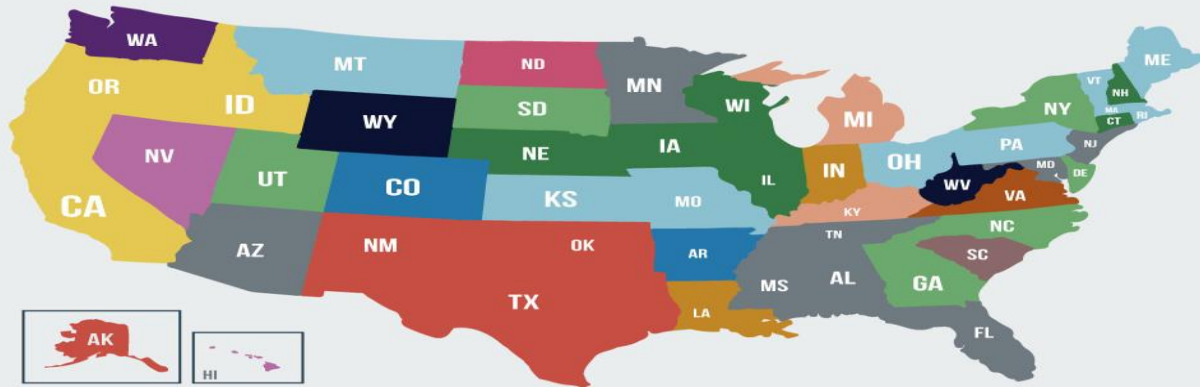 WA
MT
ND
MN
ME
VT
NH
OR
ID
SD
WI
NY
MA
RI
CT
MI
WY
IA
NE
PA
NJ
OH
NV
IN
MD
UT
CO
IL
WV
DE
CA
KS
MO
VA
KY
NC
AZ
NM
OK
TN
AR
SC
MS
AL
GA
TX
LA
FL
AK
HI